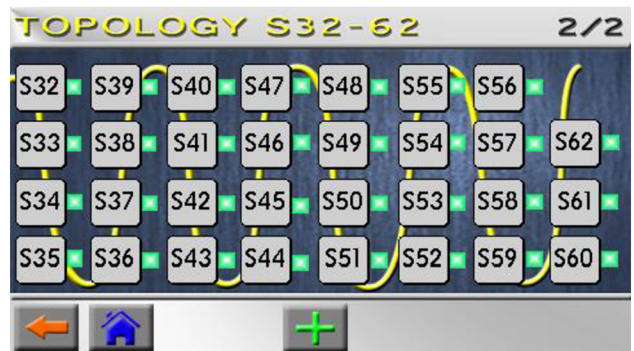 TOPOLOGY S32-62 2/2
S32 S39 S40 S47 S48 S55 S56
S33 S38 S41 S46 S49 S54 S57 S62
S34 S37 S42 S45 S50 S53 S58 S61
S35 S36 S43 S44 S51 S52 S59 S60